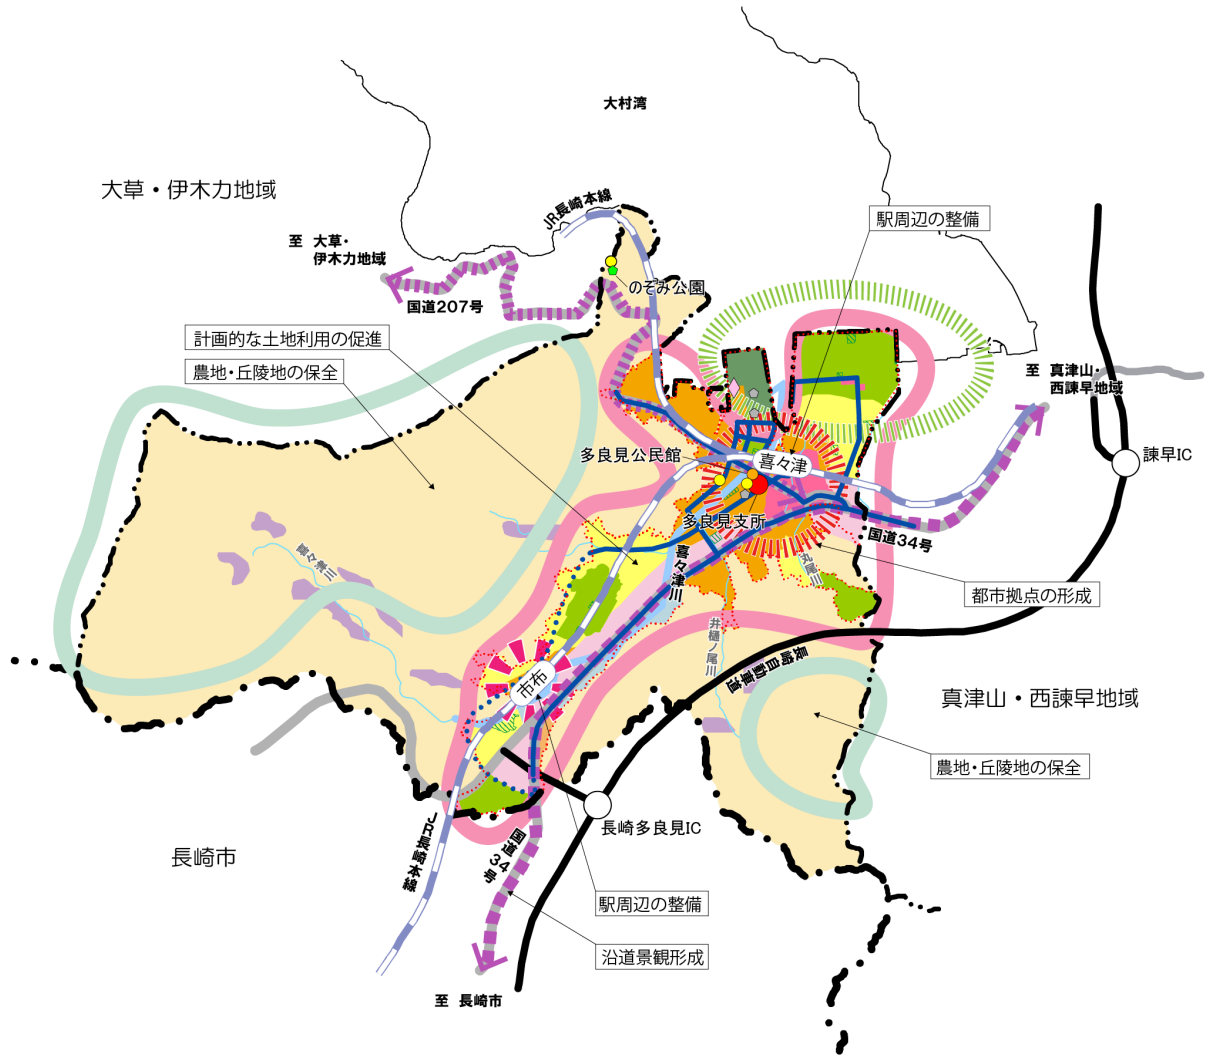 大村湾
大草・伊木力地域
JR長崎本線
駅周辺の整備
至 大草・
伊木力地域
のぞみ公園
国道207号
計画的な土地利用の促進
農地・丘陵地の保全
至 真津山・
西諫早地域
諫早IC
多良見公民館
喜々津
多良見支所
国道34号
喜々津川
喜々津川
丸尾川
都市拠点の形成
井樋ノ尾川
長崎自動車道
市布
真津山・西諫早地域
農地・丘陵地の保全
長崎多良見IC
JR長崎本線
国道34号
長崎市
駅周辺の整備
沿道景観形成
至 長崎市